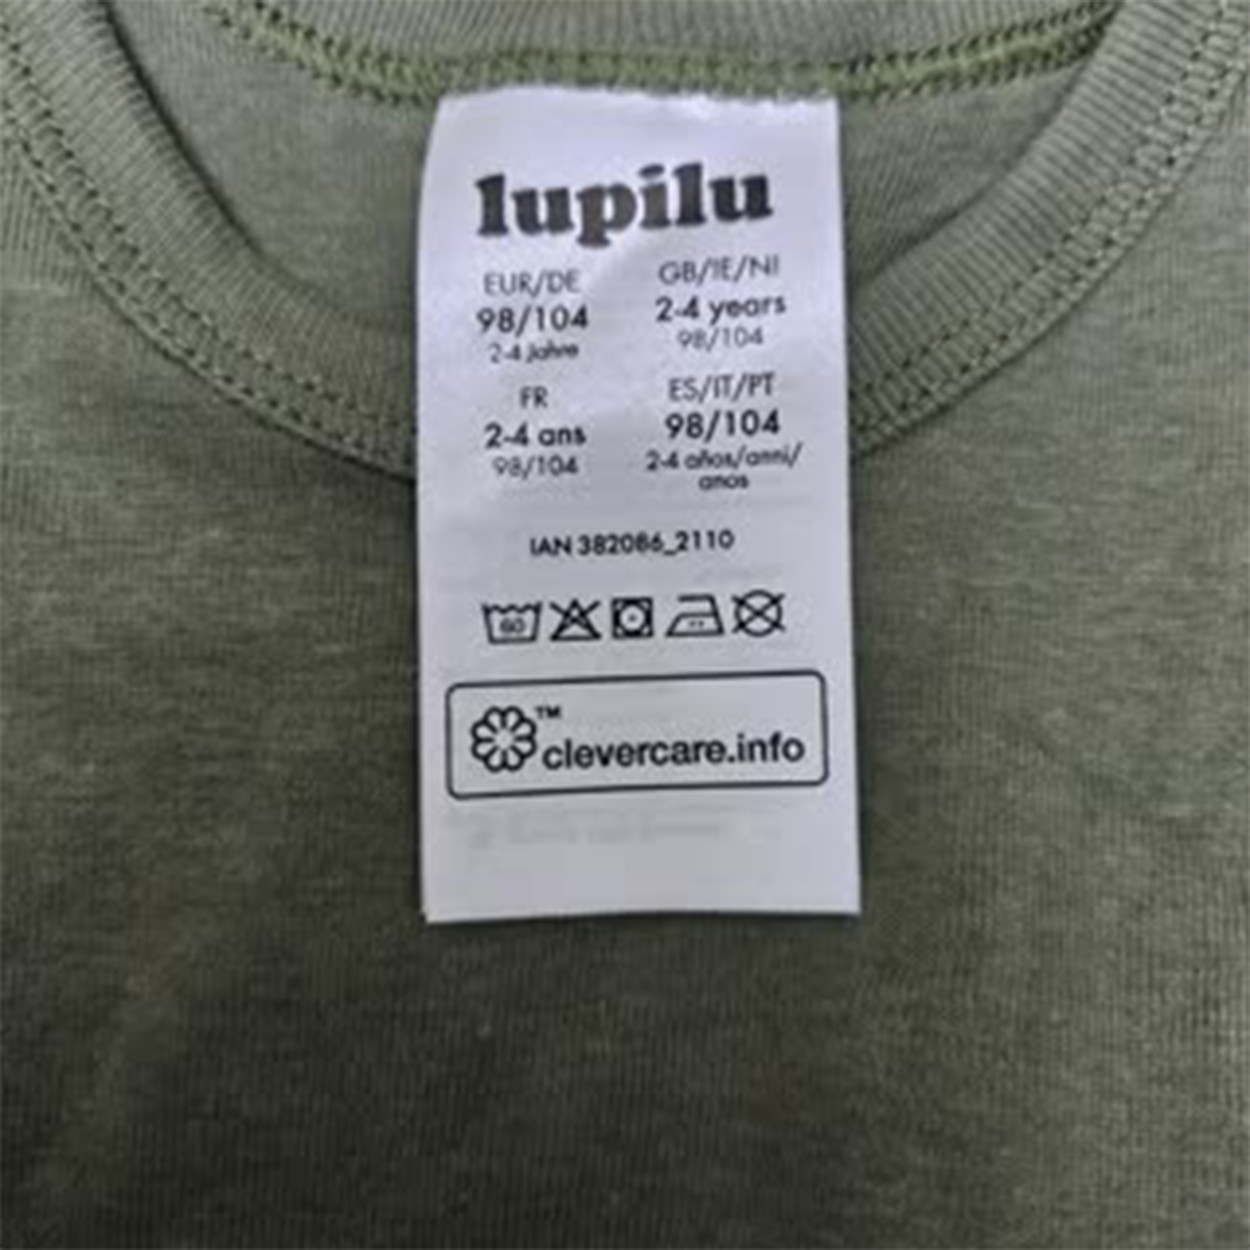 lupilu
EUR/DE
98/104
2-4 Jahre
GB/IE/NI
2-4 years
98/104
FR
2-4 ans
98/104
ES/IT/PT
98/104
2-4 años/anni/
anos
IAN 382086_2110
60
™
clevercare.info